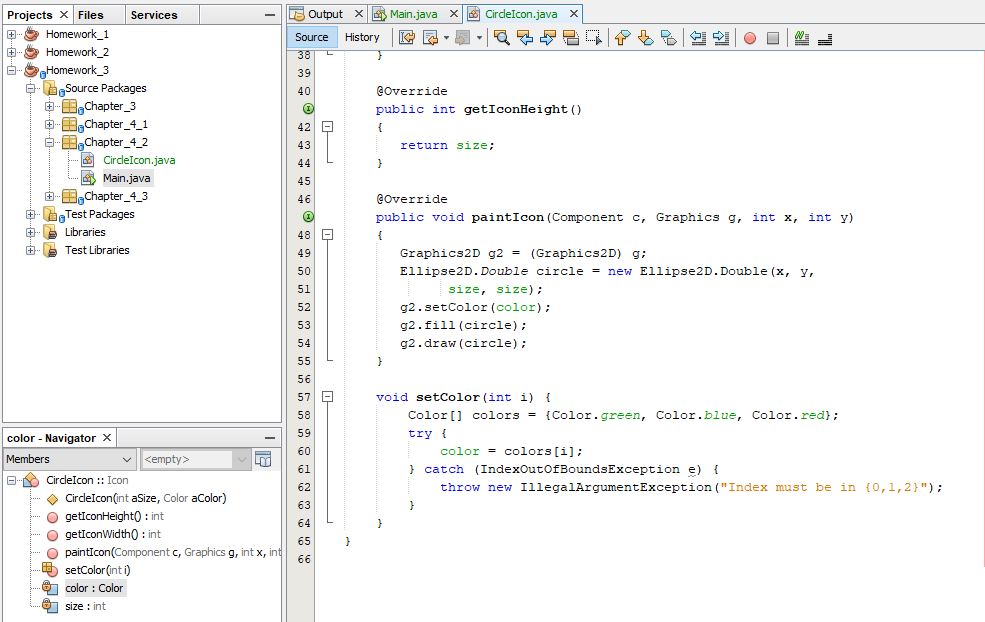 Projects Files Services
Homework_1
Homework_2
Homework_3
Source Packages
Chapter_3
Chapter_4_1
Chapter_4_2
CircleIcon.java
Main.java
Chapter_4_3
Test Packages
Libraries
Test Libraries
color - Navigator
Members <empty>
CircleIcon :: Icon
CircleIcon(int aSize, Color aColor)
getIconHeight() : int
getIconWidth() : int
paintIcon(Component c, Graphics g, int x, int
setColor(int i)
color : Color
size : int
Output Main.java CircleIcon.java
Source History
38 }
39
40 @Override
public int getIconHeight()
42 {
43 return size;
44 }
45
46 @Override
public void paintIcon(Component c, Graphics g, int x, int y)
48 {
49 Graphics2D g2 = (Graphics2D) g;
50 Ellipse2D.Double circle = new Ellipse2D.Double(x, y,
51 size, size);
52 g2.setColor(color);
53 g2.fill(circle);
54 g2.draw(circle);
55 }
56
57 void setColor(int i) {
58 Color[] colors = {Color.green, Color.blue, Color.red};
59 try {
60 color = colors[i];
61 } catch (IndexOutOfBoundsException e) {
62 throw new IllegalArgumentException("Index must be in {0,1,2}");
63 }
64 }
65 }
66